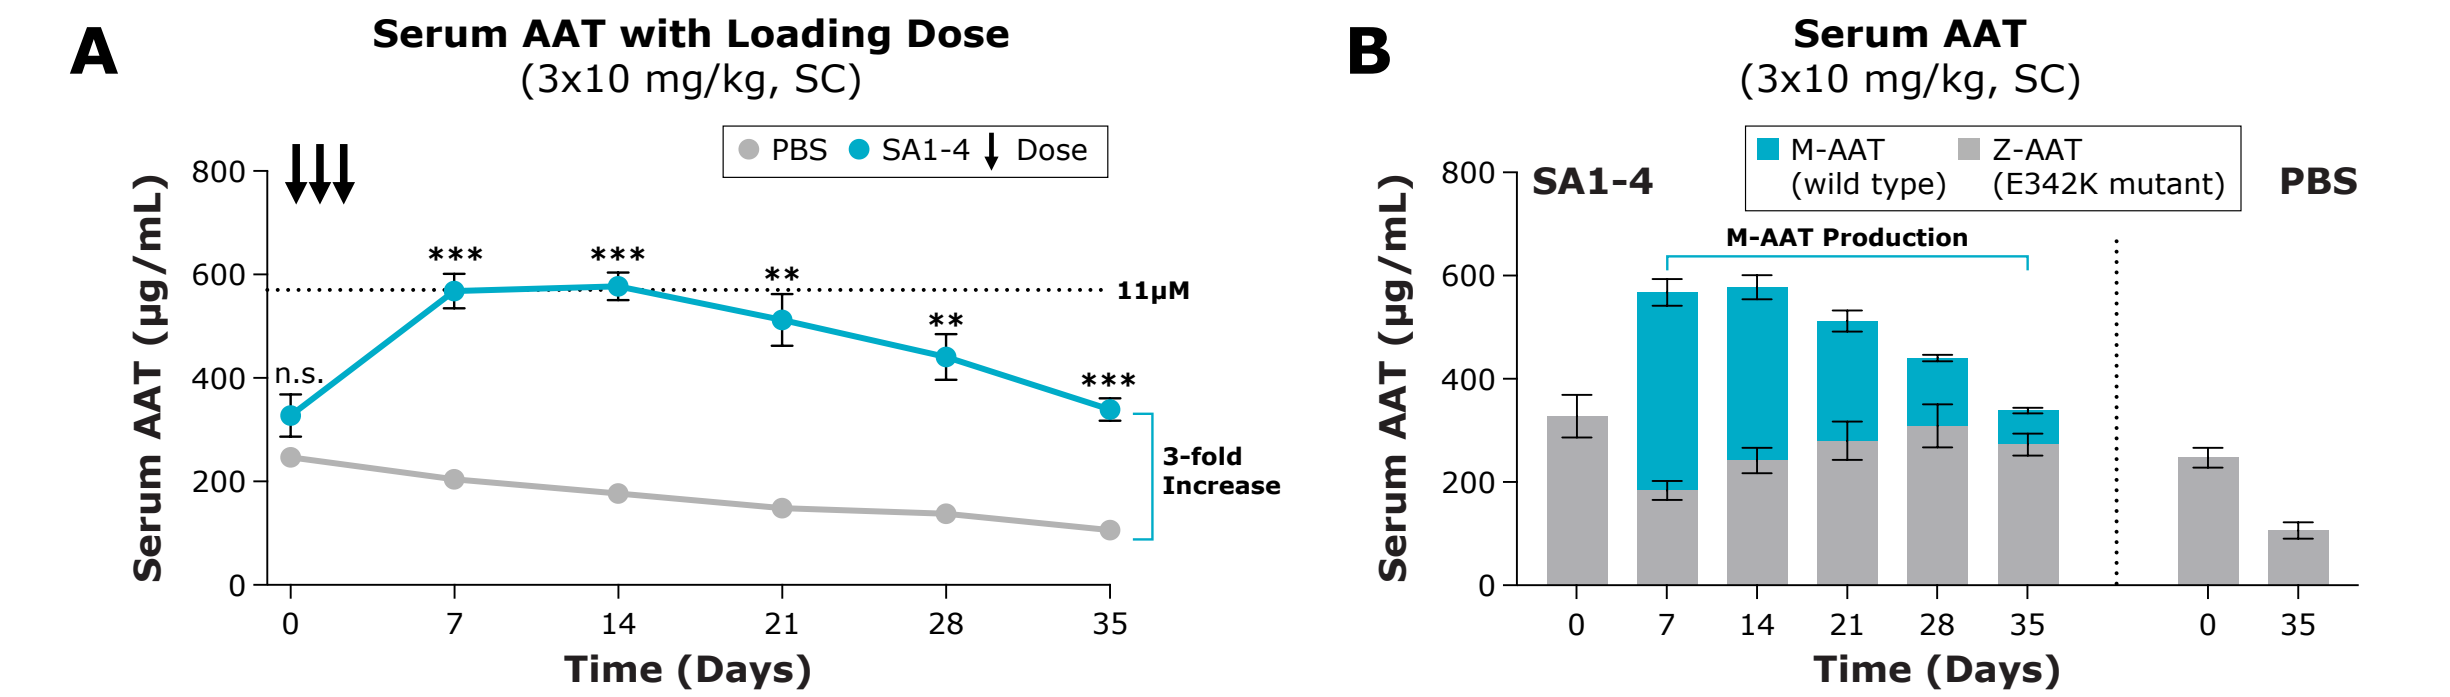 A
Serum AAT with Loading Dose
(3x10 mg/kg, SC)
PBS SA1-4 Dose
Serum AAT (µg/mL)
800
600
400
200
0
n.s.
***
***
**
**
***
11µM
3-fold
Increase
0 7 14 21 28 35
Time (Days)
B
Serum AAT
(3x10 mg/kg, SC)
M-AAT
(wild type)
Z-AAT
(E342K mutant)
SA1-4
PBS
M-AAT Production
Serum AAT (µg/mL)
800
600
400
200
0
0 7 14 21 28 35 0 35
Time (Days)